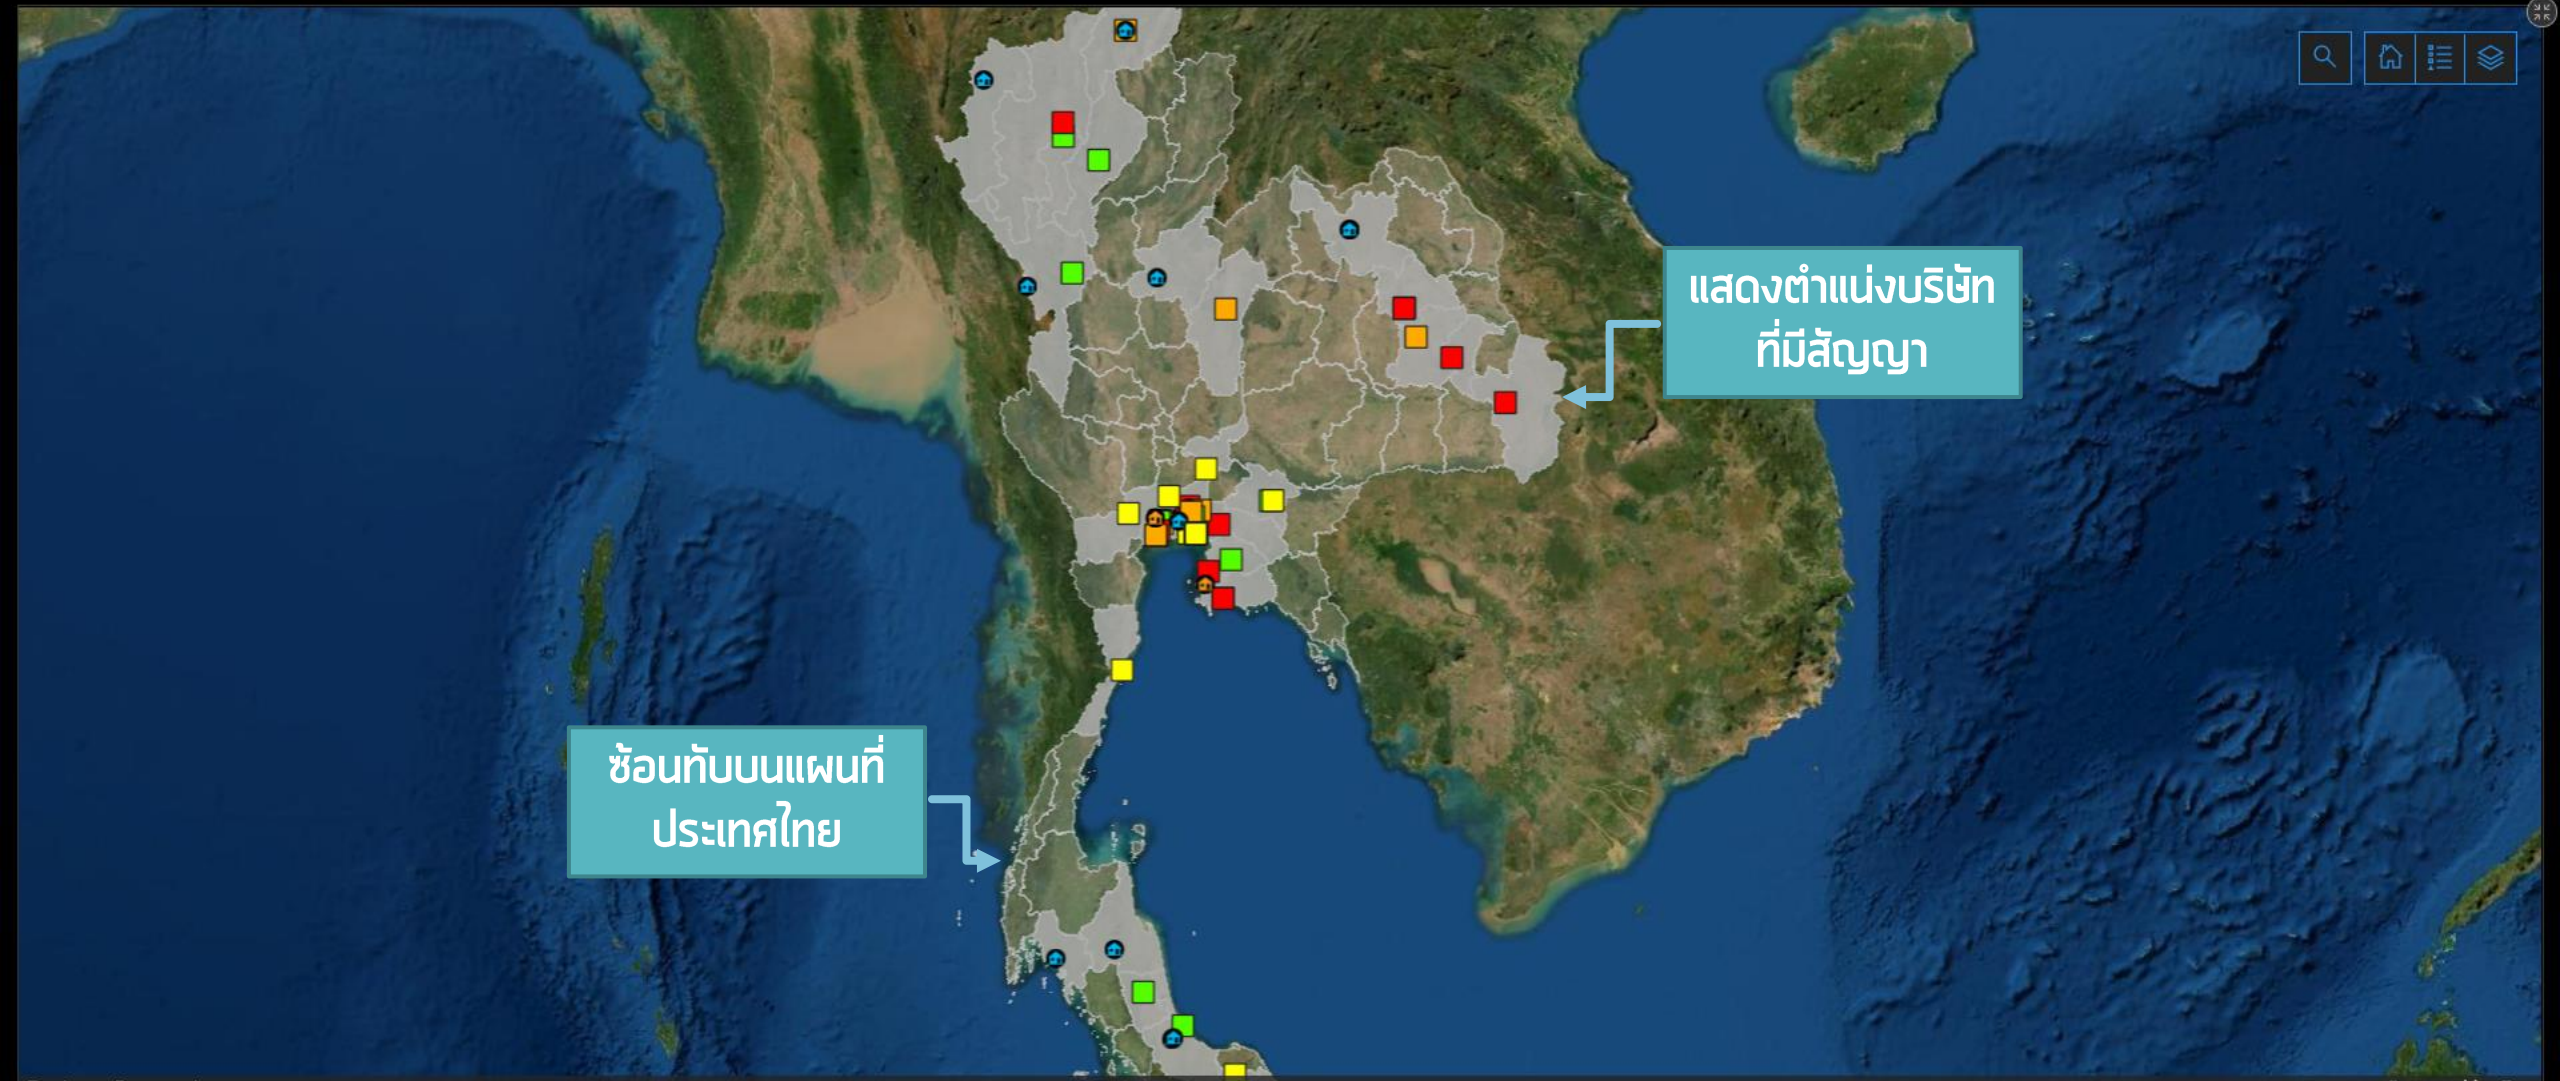 แสดงตำแน่งบริษัท
ที่มีสัญญา
ซ้อนทับบนแผนที่
ประเทศไทย